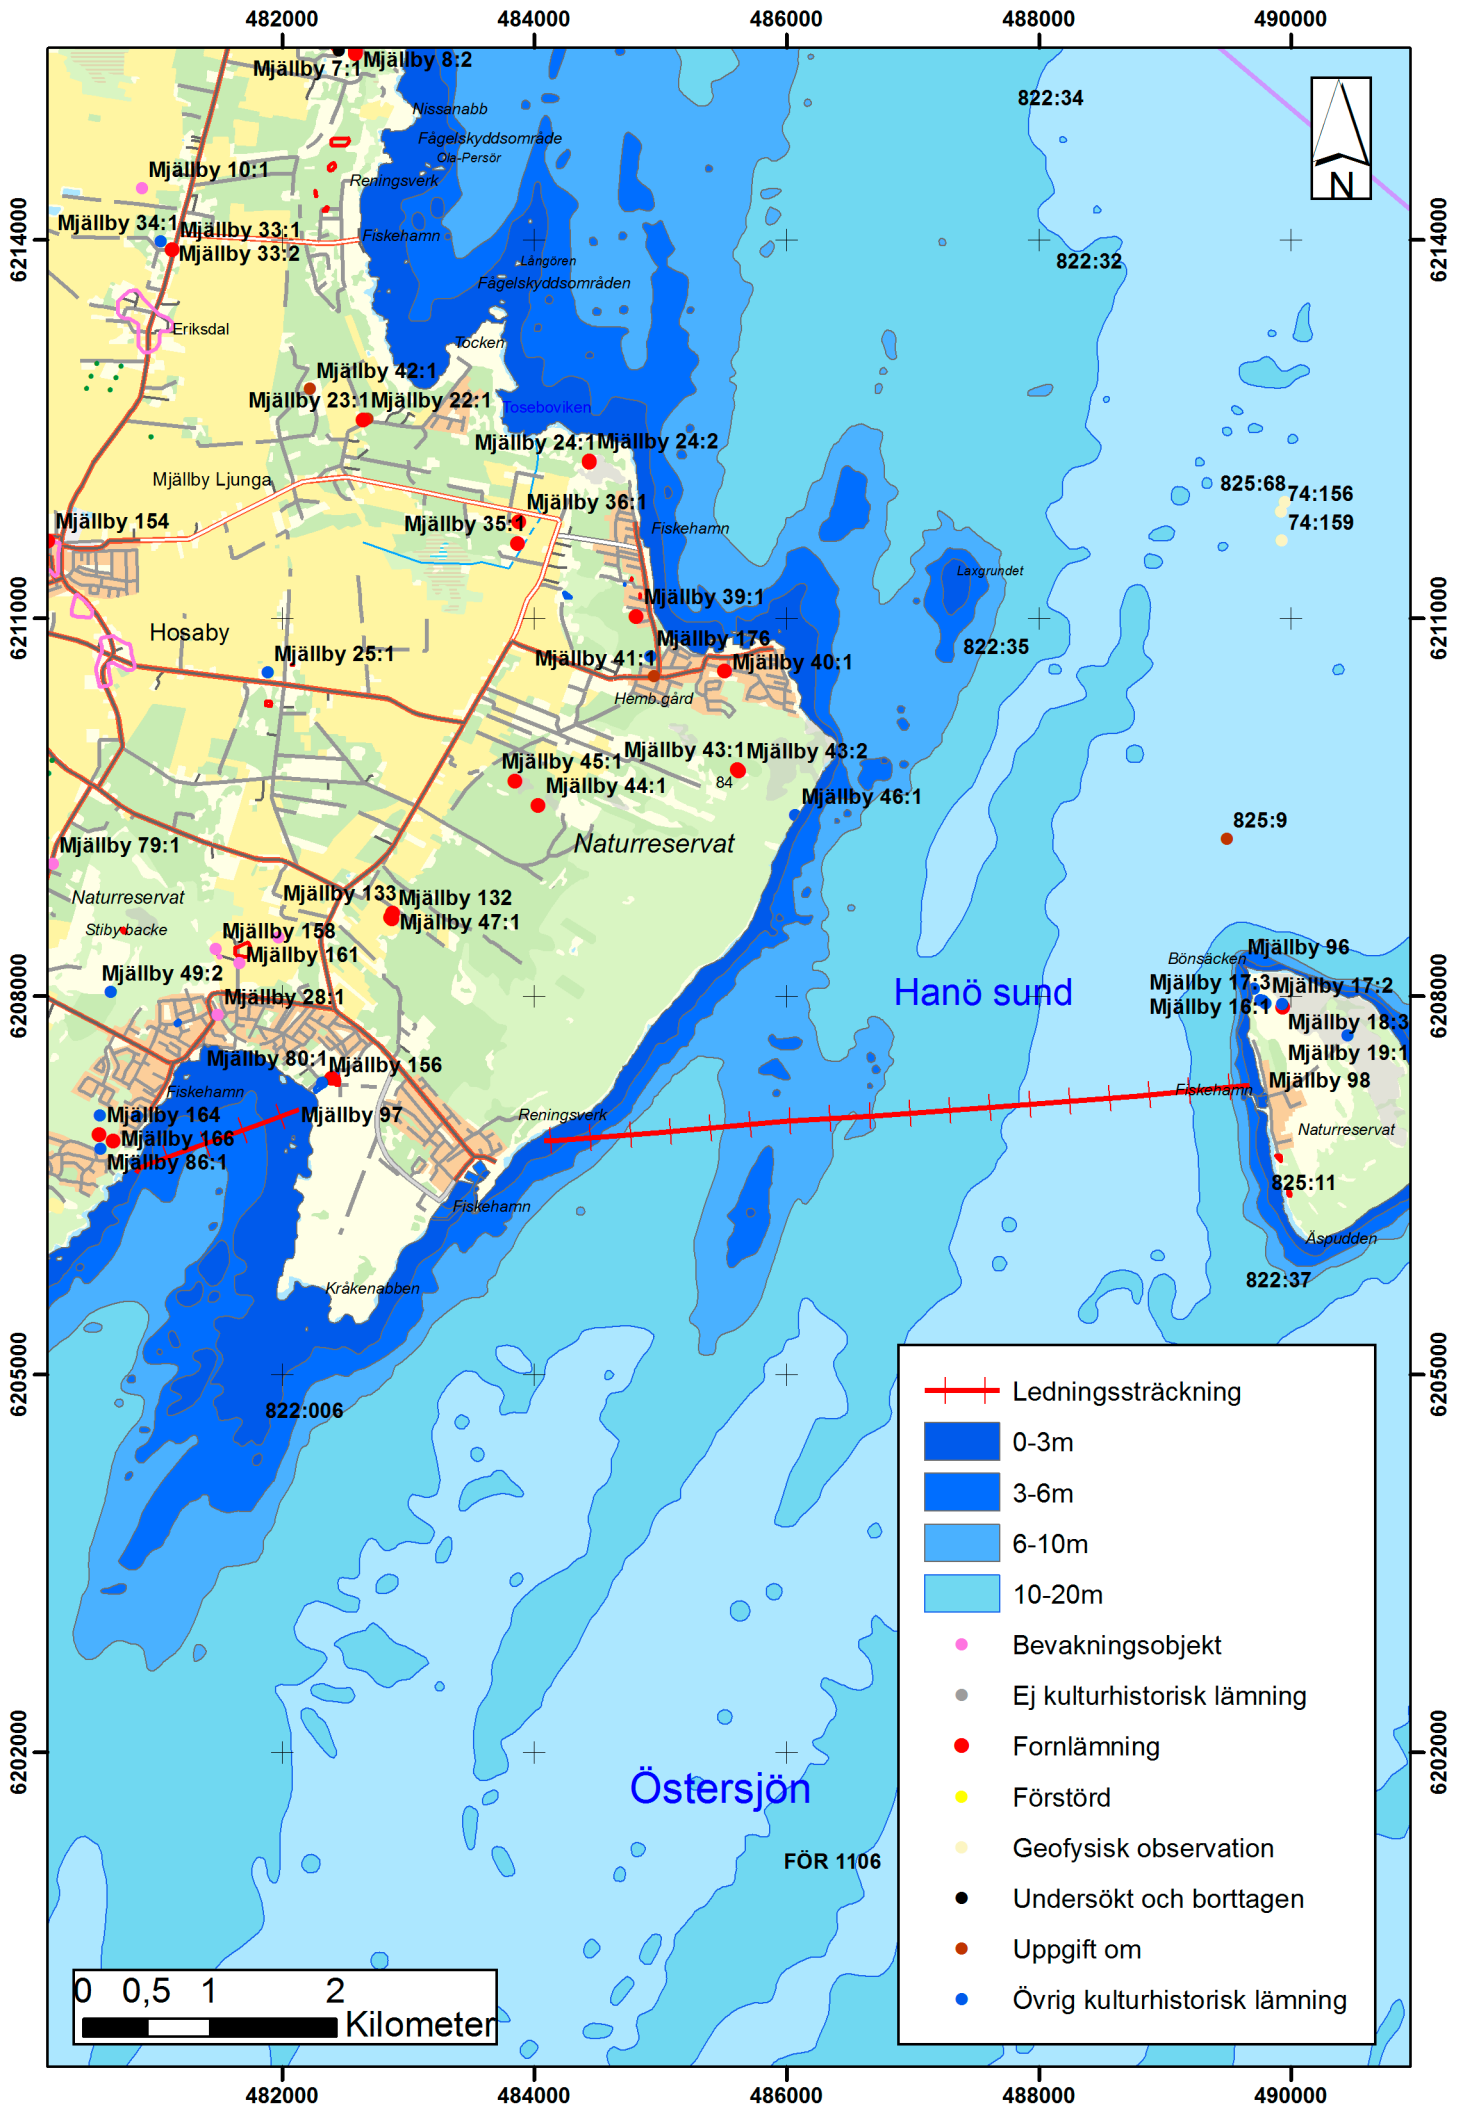 482000 484000 486000 488000 490000
Mjällby 7:1
Mjällby 8:2
Nissanabb
822:34
Fågelskyddsområde
Ola-Persör
Mjällby 10:1
Reningsverk
N
Mjällby 34:1
Mjällby 33:1
Fiskehamn
6214000
6214000
Mjällby 33:2
Långören
822:32
Fågelskyddsområden
Eriksdal
Tocken
Mjällby 42:1
Mjällby 23:1
Mjällby 22:1
Toseboviken
Mjällby 24:1
Mjällby 24:2
Mjällby Ljunga
825:68
74:156
Mjällby 36:1
Mjällby 154
Mjällby 35:1
Fiskehamn
74:159
Laxgrundet
Mjällby 39:1
6211000
6211000
Hosaby
Mjällby 176
822:35
Mjällby 25:1
Mjällby 41:1
Mjällby 40:1
Hemb.gård
Mjällby 43:1
Mjällby 43:2
Mjällby 45:1
84
Mjällby 44:1
Mjällby 46:1
825:9
Mjällby 79:1
Naturreservat
Naturreservat
Mjällby 133
Mjällby 132
Mjällby 47:1
Stiby backe
Mjällby 158
Mjällby 161
Mjällby 96
Bönsäcken
Mjällby 49:2
Mjällby 17:3
Mjällby 17:2
Hanö sund
Mjällby 28:1
6208000
6208000
Mjällby 16:1
Mjällby 18:3
Mjällby 19:1
Mjällby 80:1
Mjällby 156
Mjällby 98
Fiskehamn
Fiskehamn
Mjällby 164
Mjällby 97
Reningsverk
Naturreservat
Mjällby 166
Mjällby 86:1
825:11
Fiskehamn
Äspudden
822:37
Kråkenabben
6205000
6205000
822:006
Ledningssträckning
0-3m
3-6m
6-10m
10-20m
Bevakningsobjekt
Ej kulturhistorisk lämning
Fornlämning
Förstörd
Geofysisk observation
Undersökt och borttagen
Uppgift om
Övrig kulturhistorisk lämning
6202000
6202000
Östersjön
FÖR 1106
0 0,5 1 2
Kilometer
482000 484000 486000 488000 490000